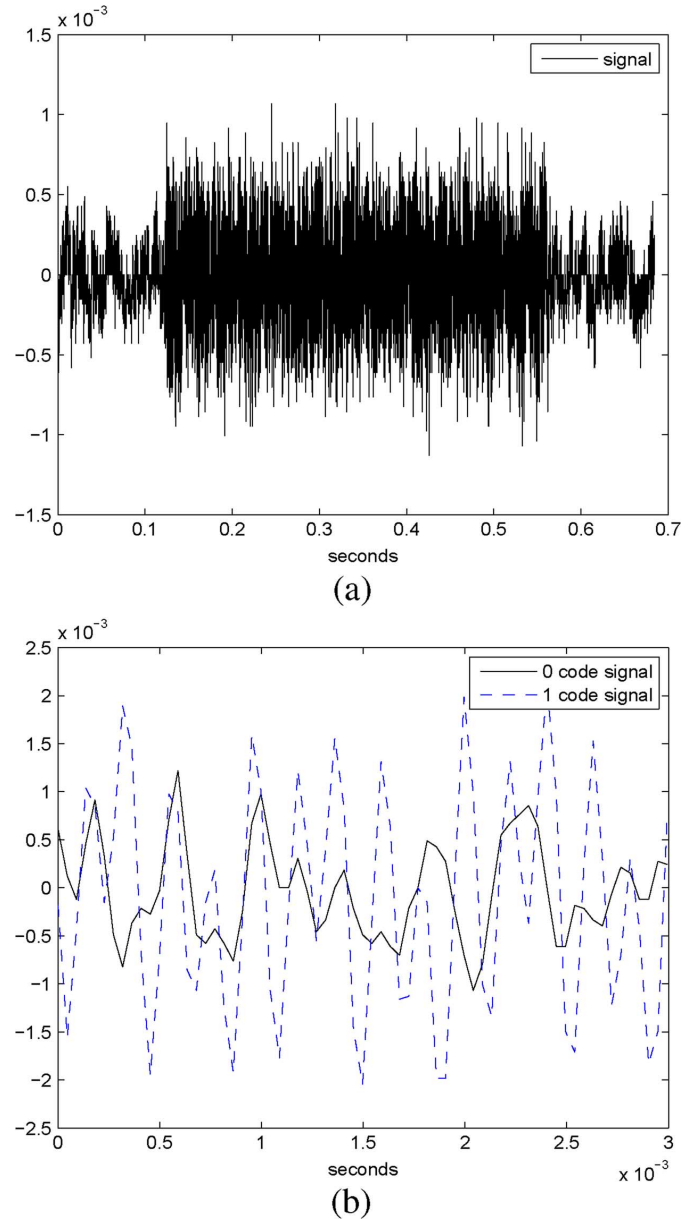 x 10⁻³
1.5
signal
1
0.5
0
−0.5
−1
−1.5
0 0.1 0.2 0.3 0.4 0.5 0.6 0.7
seconds
(a)
x 10⁻³
2.5
0 code signal
2
1 code signal
1.5
1
0.5
0
−0.5
−1
−1.5
−2
−2.5
0 0.5 1 1.5 2 2.5 3
seconds
x 10⁻³
(b)